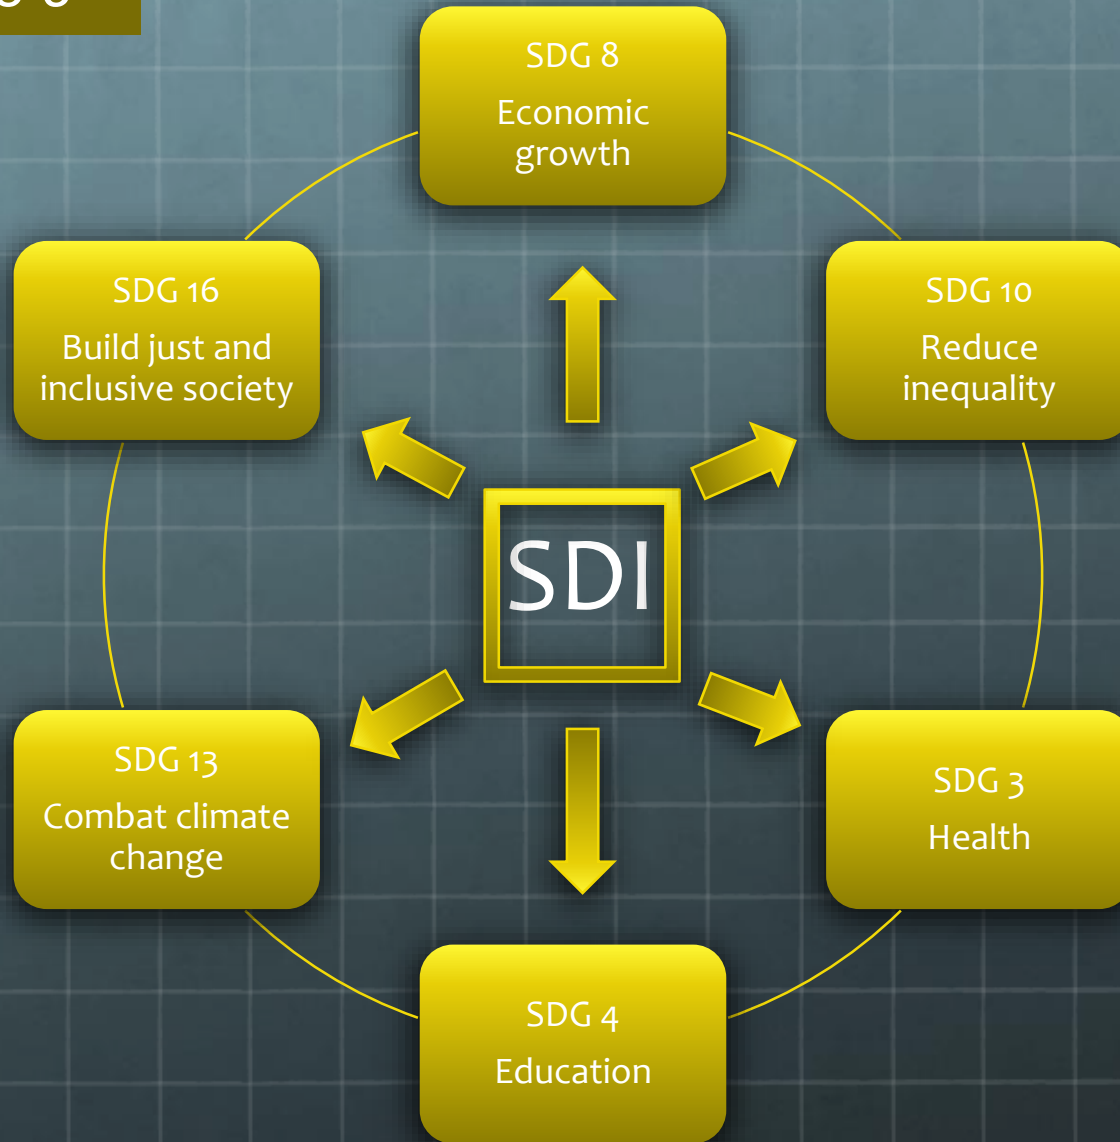 SDG 8
Economic
growth
SDG 16
Build just and
inclusive society
SDG 10
Reduce
inequality
SDI
SDG 13
Combat climate
change
SDG 3
Health
SDG 4
Education